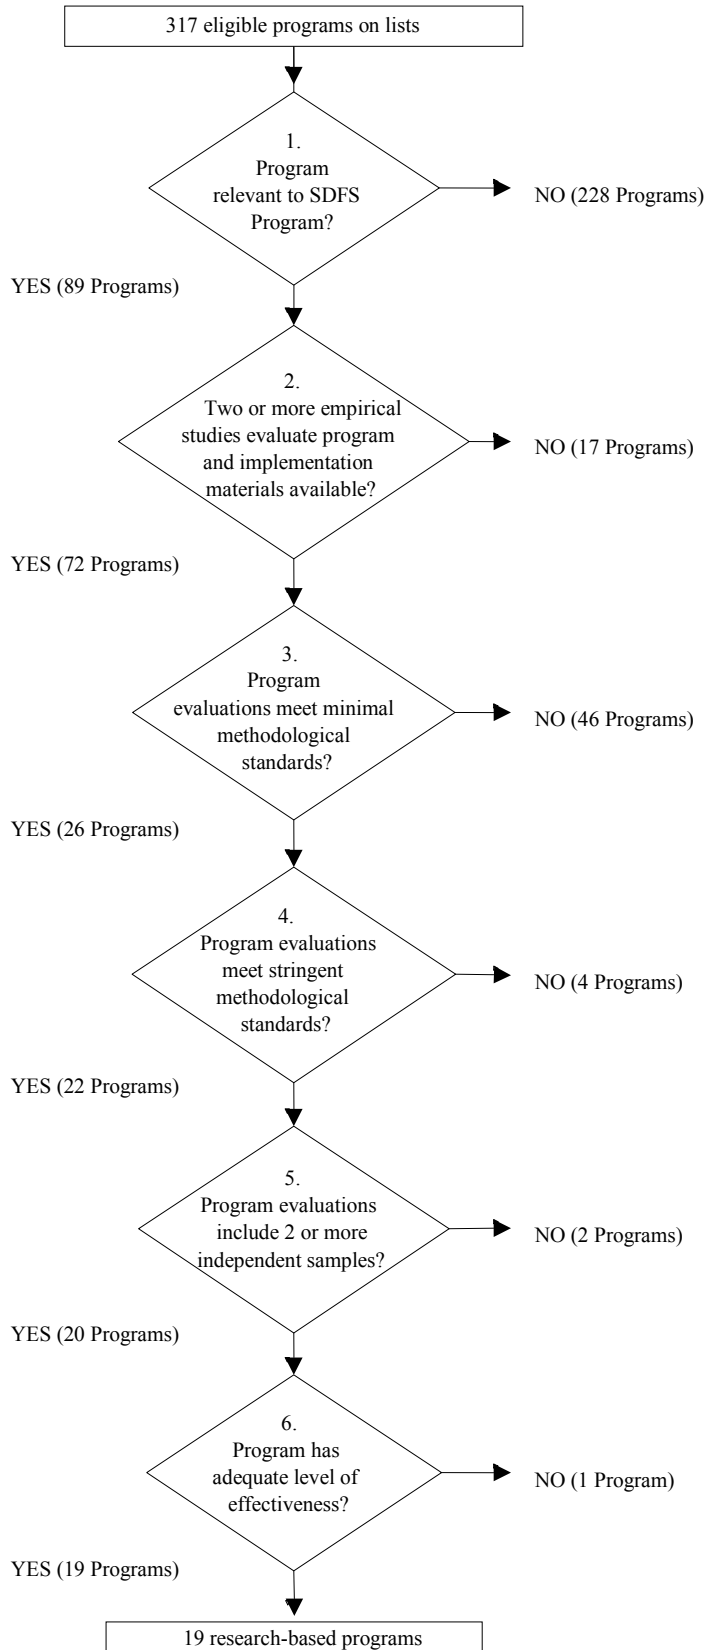 317 eligible programs on lists
1.
Program
relevant to SDFS
Program?
NO (228 Programs)
YES (89 Programs)
2.
Two or more empirical
studies evaluate program
and implementation
materials available?
NO (17 Programs)
YES (72 Programs)
3.
Program
evaluations meet minimal
methodological
standards?
NO (46 Programs)
YES (26 Programs)
4.
Program evaluations
meet stringent
methodological
standards?
NO (4 Programs)
YES (22 Programs)
5.
Program evaluations
include 2 or more
independent samples?
NO (2 Programs)
YES (20 Programs)
6.
Program has
adequate level of
effectiveness?
NO (1 Program)
YES (19 Programs)
19 research-based programs